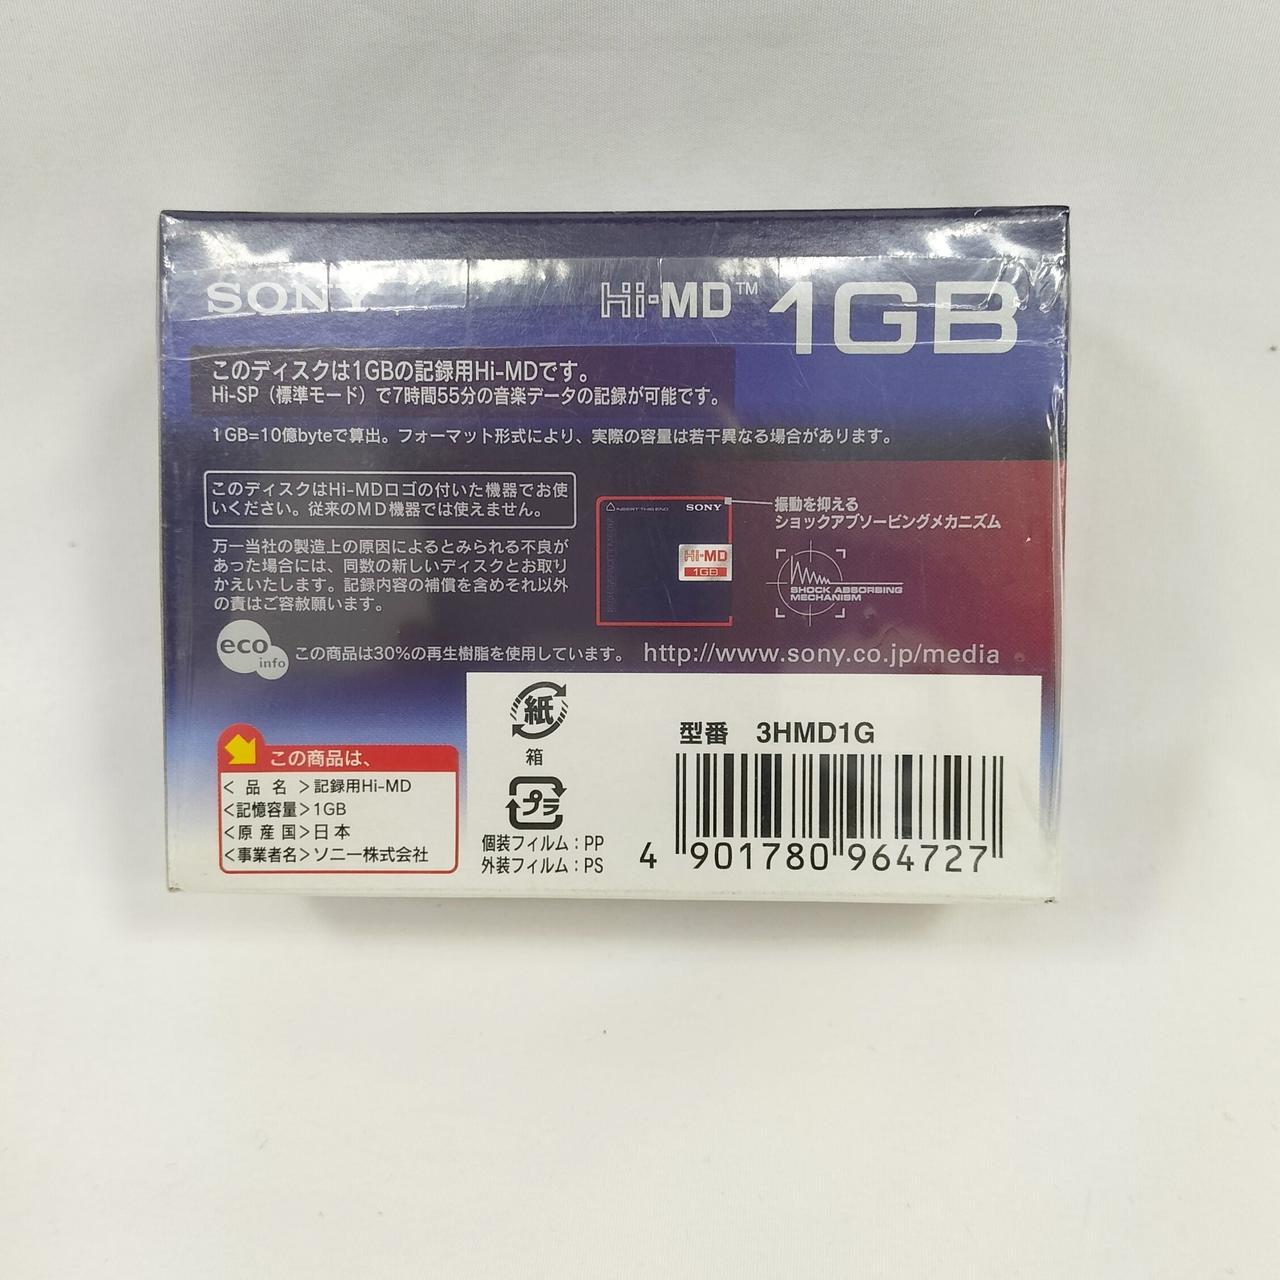 SONY
Hi-MD™ 1GB
このディスクは1GBの記録用Hi-MDです。
Hi-SP（標準モード）で7時間55分の音楽データの記録が可能です。
1GB=10億byteで算出。フォーマット形式により、実際の容量は若干異なる場合があります。
このディスクはHi-MDロゴの付いた機器でお使
いください。従来のMD機器では使えません。
万一当社の製造上の原因によるとみられる不良が
あった場合には、同数の新しいディスクとお取り
かえいたします。記録内容の補償を含めそれ以外
の責はご容赦願います。
INSERT THIS END
SONY
Hi-MD
1GB
振動を抑える
ショックアブソービングメカニズム
SHOCK ABSORBING
MECHANISM
eco
info
この商品は30%の再生樹脂を使用しています。
http://www.sony.co.jp/media
この商品は、
<品名>記録用Hi-MD
<記憶容量>1GB
<原産国>日本
<事業者名>ソニー株式会社
紙
箱
プラ
個装フィルム：PP
外装フィルム：PS
型番 3HMD1G
4 901780 964727